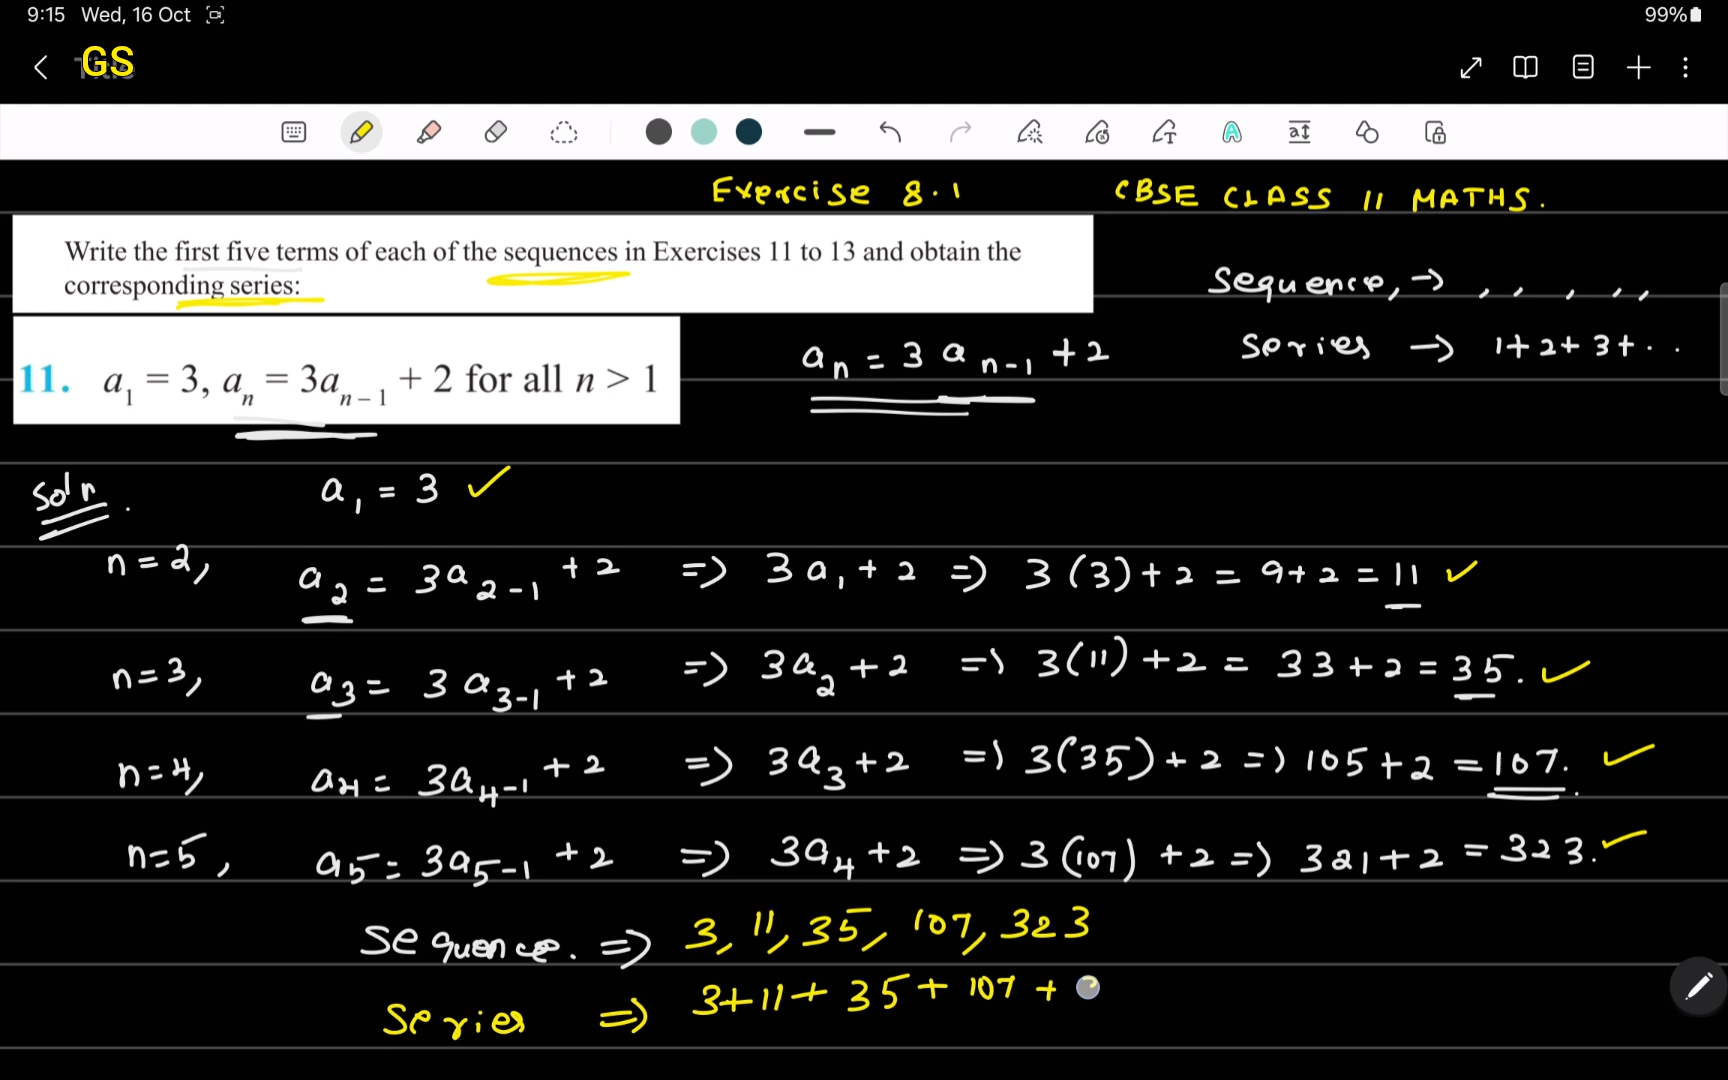 9:15 Wed, 16 Oct 99%
GS
Exercise 8.1 CBSE CLASS 11 MATHS.
Write the first five terms of each of the sequences in Exercises 11 to 13 and obtain the
corresponding series:
Sequence, → , , , , ,
Series → 1+2+3+...
11. a₁ = 3, aₙ = 3aₙ₋₁ + 2 for all n > 1
aₙ = 3aₙ₋₁ + 2
Soln. a₁ = 3 ✓
n=2, a₂ = 3a₂₋₁ + 2 => 3a₁ + 2 => 3(3)+2 = 9+2 = 11 ✓
n=3, a₃ = 3a₃₋₁ + 2 => 3a₂ + 2 => 3(11)+2 = 33+2 = 35. ✓
n=4, a₄ = 3a₄₋₁ + 2 => 3a₃ + 2 => 3(35)+2 => 105+2 = 107. ✓
n=5, a₅ = 3a₅₋₁ + 2 => 3a₄ + 2 => 3(107)+2 => 321+2 = 323. ✓
Sequence. => 3, 11, 35, 107, 323
Series => 3+11+35+107+